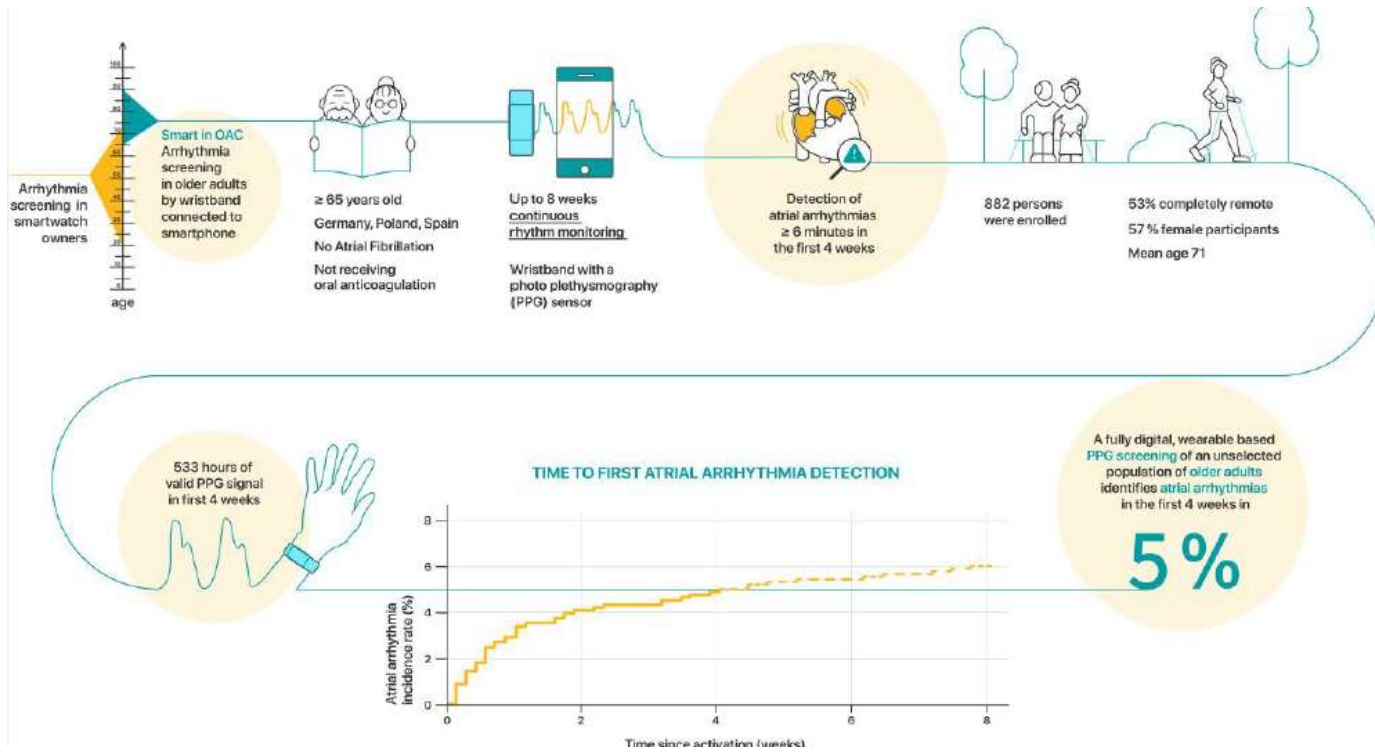 Arrhythmia
screening in
smartwatch
owners
age
Smart in OAC
Arrhythmia
screening
in older adults
by wristband
connected to
smartphone
≥ 65 years old
Germany, Poland, Spain
No Atrial Fibrillation
Not receiving
oral anticoagulation
Up to 8 weeks
continuous
rhythm monitoring
Wristband with a
photo plethysmography
(PPG) sensor
Detection of
atrial arrhythmias
≥ 6 minutes in
the first 4 weeks
882 persons
were enrolled
53% completely remote
57 % female participants
Mean age 71
533 hours of
valid PPG signal
in first 4 weeks
TIME TO FIRST ATRIAL ARRHYTHMIA DETECTION
Atrial arrhythmia
incidence rate (%)
8
6
4
2
0
0 2 4 6 8
Time since activation (weeks)
A fully digital, wearable based
PPG screening of an unselected
population of older adults
identifies atrial arrhythmias
in the first 4 weeks in
5 %